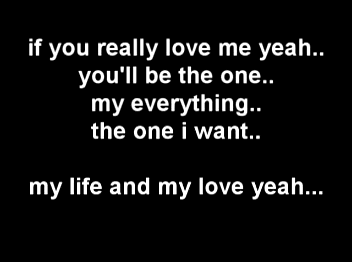 if you really love me yeah..
you'll be the one..
my everything..
the one i want..
my life and my love yeah...